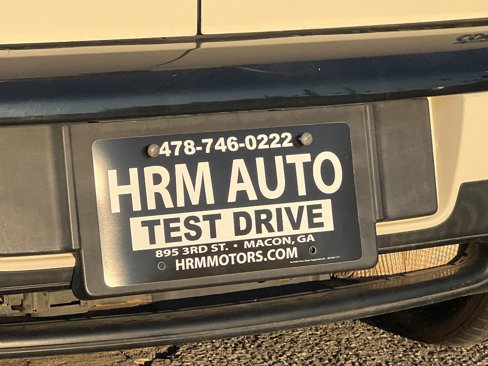 478-746-0222
HRM AUTO
TEST DRIVE
895 3RD ST. • MACON, GA
HRMMOTORS.COM